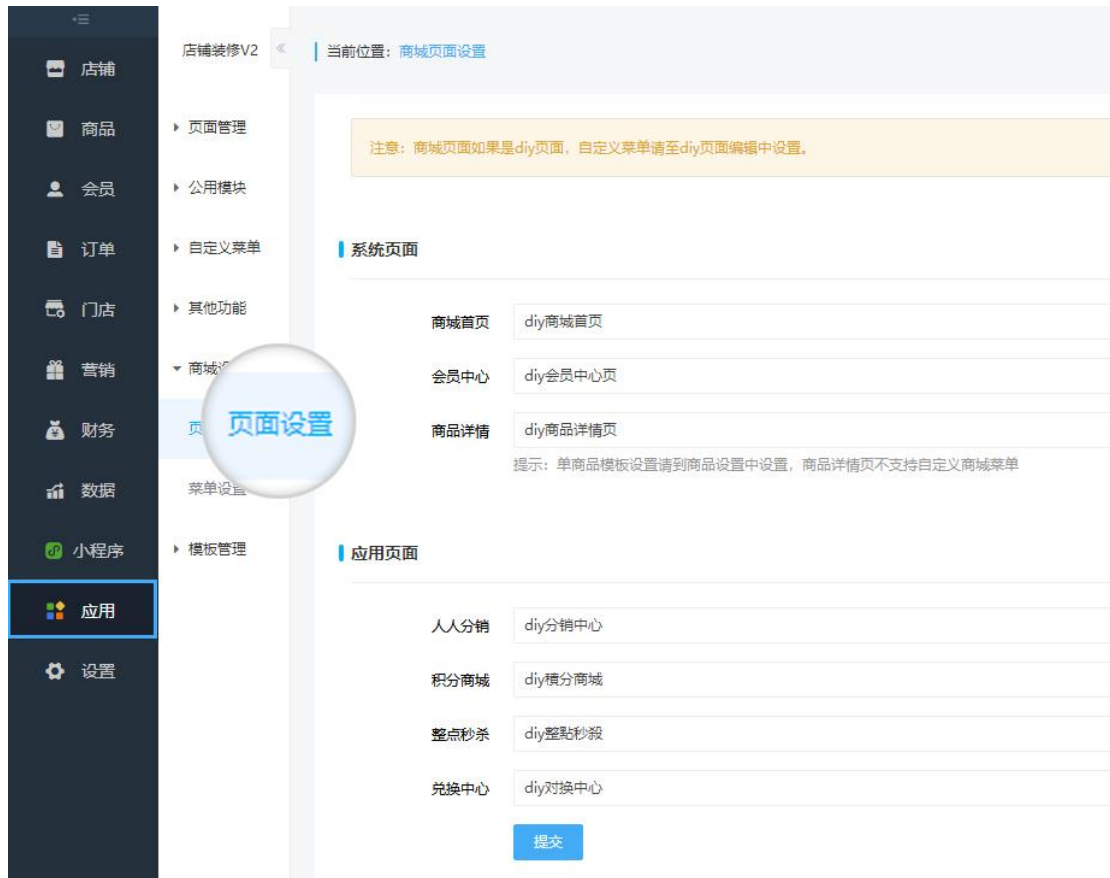 店铺
商品
会员
订单
门店
营销
财务
数据
小程序
应用
设置
店铺装修V2
页面管理
公用模块
自定义菜单
其他功能
商城
页面设置
菜单设置
模板管理
当前位置：商城页面设置
注意：商城页面如果是diy页面，自定义菜单请至diy页面编辑中设置。
系统页面
商城首页 diy商城首页
会员中心 diy会员中心页
商品详情 diy商品详情页
提示：单商品模板设置请到商品设置中设置，商品详情页不支持自定义商城菜单
应用页面
人人分销 diy分销中心
积分商城 diy積分商城
整点秒杀 diy整點秒殺
兑换中心 diy对换中心
提交